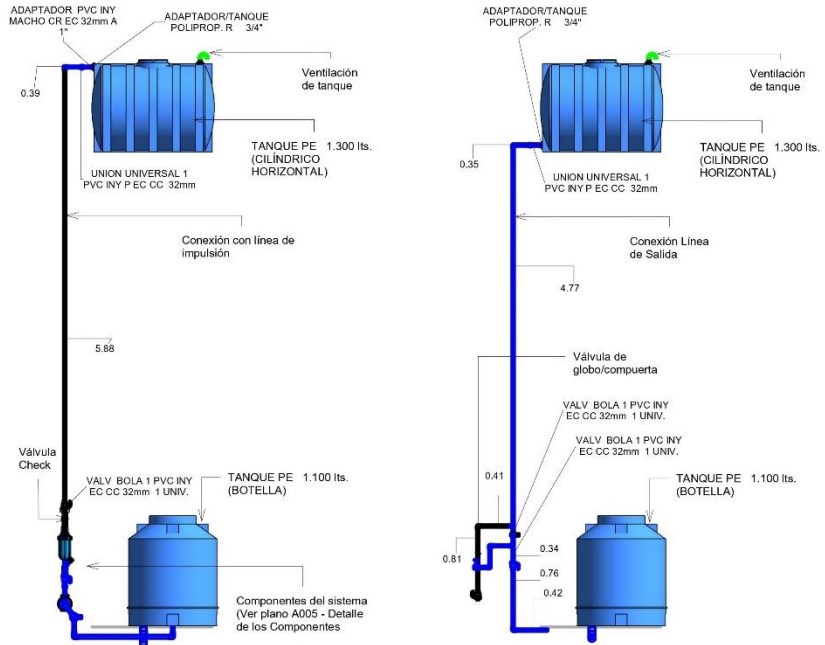 ADAPTADOR PVC INY
MACHO CR EC 32mm A
1"
ADAPTADOR/TANQUE
POLIPROP. R 3/4"
0.39
Ventilación
de tanque
TANQUE PE 1.300 lts.
(CILÍNDRICO
HORIZONTAL)
UNION UNIVERSAL 1
PVC INY P EC CC 32mm
Conexión con línea de
impulsión
5.88
Válvula
Check
VALV BOLA 1 PVC INY
EC CC 32mm 1 UNIV.
TANQUE PE 1.100 lts.
(BOTELLA)
Componentes del sistema
(Ver plano A005 - Detalle
de los Componentes
ADAPTADOR/TANQUE
POLIPROP. R 3/4"
Ventilación
de tanque
0.35
TANQUE PE 1.300 lts.
(CILÍNDRICO
HORIZONTAL)
UNION UNIVERSAL 1
PVC INY P EC CC 32mm
Conexión Línea
de Salida
4.77
Válvula de
globo/compuerta
VALV BOLA 1 PVC INY
EC CC 32mm 1 UNIV.
VALV BOLA 1 PVC INY
EC CC 32mm 1 UNIV.
0.41
TANQUE PE 1.100 lts.
(BOTELLA)
0.81
0.34
0.76
0.42